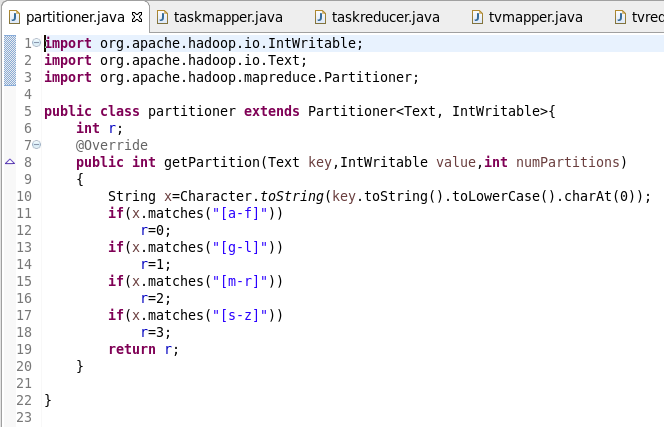 partitioner.java taskmapper.java taskreducer.java tvmapper.java tvred
1 import org.apache.hadoop.io.IntWritable;
2 import org.apache.hadoop.io.Text;
3 import org.apache.hadoop.mapreduce.Partitioner;
4
5 public class partitioner extends Partitioner<Text, IntWritable>{
6     int r;
7     @Override
8     public int getPartition(Text key,IntWritable value,int numPartitions)
9     {
10         String x=Character.toString(key.toString().toLowerCase().charAt(0));
11         if(x.matches("[a-f]"))
12             r=0;
13         if(x.matches("[g-l]"))
14             r=1;
15         if(x.matches("[m-r]"))
16             r=2;
17         if(x.matches("[s-z]"))
18             r=3;
19         return r;
20     }
21
22 }
23